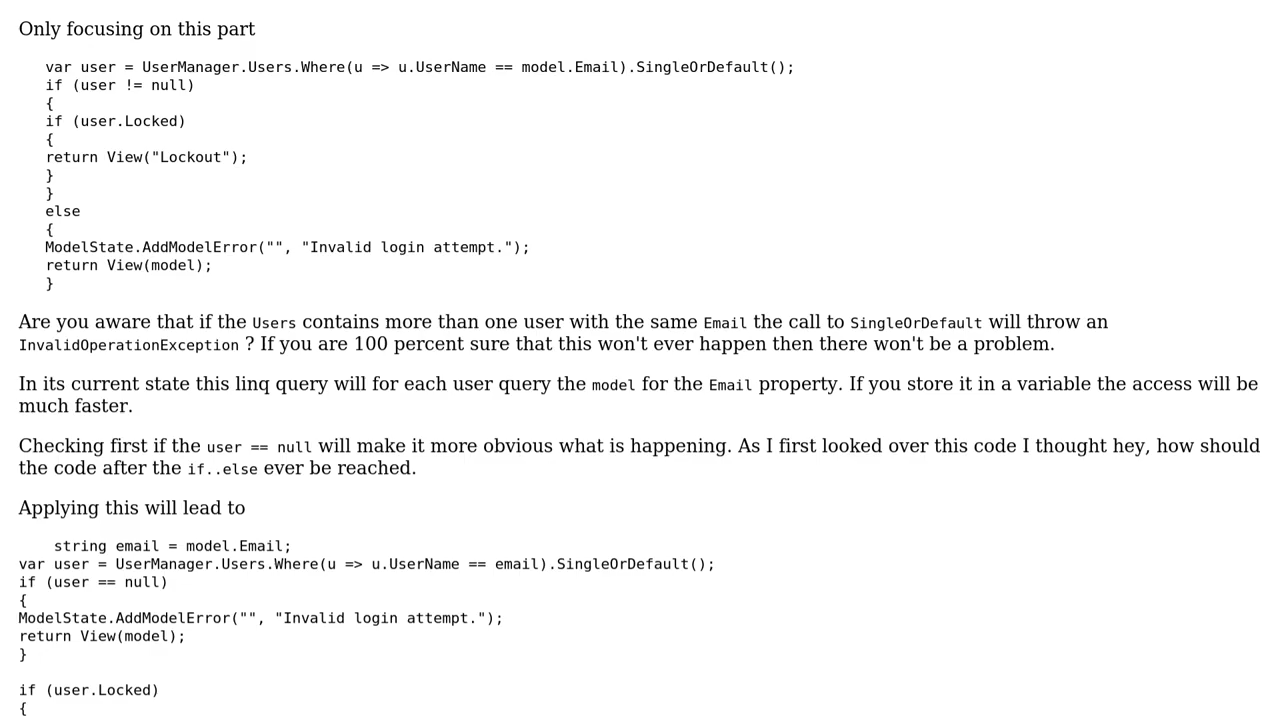 Only focusing on this part
var user = UserManager.Users.Where(u => u.UserName == model.Email).SingleOrDefault();
if (user != null)
{
if (user.Locked)
{
return View("Lockout");
}
}
else
{
ModelState.AddModelError("", "Invalid login attempt.");
return View(model);
}
Are you aware that if the Users contains more than one user with the same Email the call to SingleOrDefault will throw an
InvalidOperationException ? If you are 100 percent sure that this won't ever happen then there won't be a problem.
In its current state this linq query will for each user query the model for the Email property. If you store it in a variable the access will be
much faster.
Checking first if the user == null will make it more obvious what is happening. As I first looked over this code I thought hey, how should
the code after the if..else ever be reached.
Applying this will lead to
string email = model.Email;
var user = UserManager.Users.Where(u => u.UserName == email).SingleOrDefault();
if (user == null)
{
ModelState.AddModelError("", "Invalid login attempt.");
return View(model);
}
if (user.Locked)
{